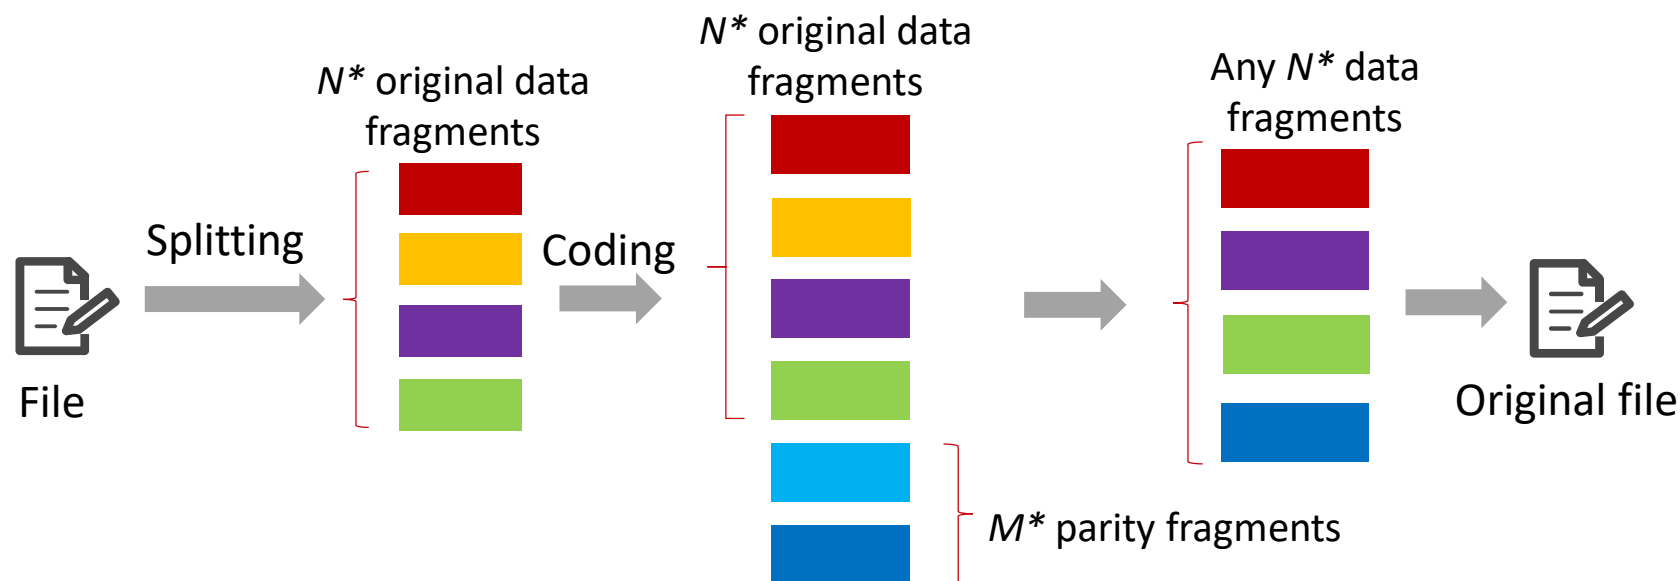 File
Splitting
N* original data
fragments
Coding
N* original data
fragments
M* parity fragments
Any N* data
fragments
Original file